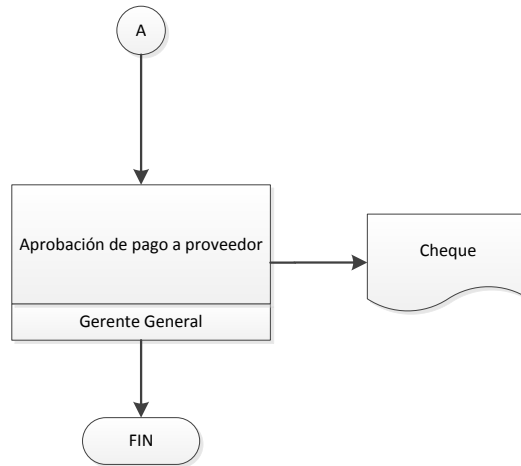 A
Aprobación de pago a proveedor
Cheque
Gerente General
FIN